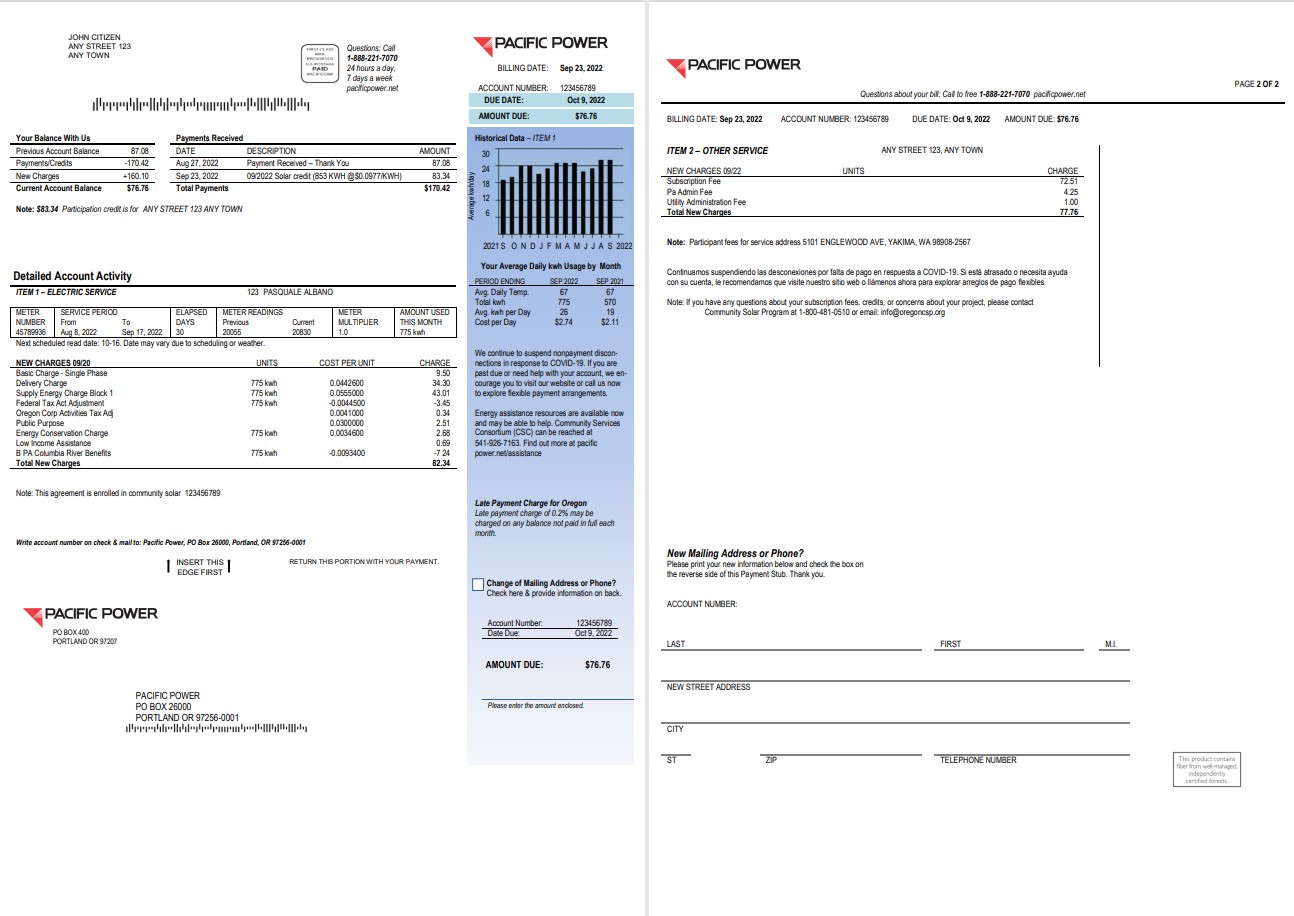 JOHN CITIZEN
ANY STREET 123
ANY TOWN
FIRST-CLASS
MAIL
PRESORTED
U.S.POSTAGE
PAID
PACIFICORP
Questions: Call
1-888-221-7070
24 hours a day,
7 days a week
pacificpower.net
PACIFIC POWER
BILLING DATE: Sep 23, 2022
ACCOUNT NUMBER: 123456789
DUE DATE: Oct 9, 2022
AMOUNT DUE: $76.76
Your Balance With Us
Previous Account Balance 87.08
Payments/Credits -170.42
New Charges +160.10
Current Account Balance $76.76
Payments Received
DATE DESCRIPTION AMOUNT
Aug 27, 2022 Payment Received – Thank You 87.08
Sep 23, 2022 09/2022 Solar credit (853 KWH @$0.0977/KWH) 83.34
Total Payments $170.42
Note: $83.34 Participation credit is for ANY STREET 123 ANY TOWN
Historical Data – ITEM 1
Average kwh/day
30
24
18
12
6
2021 S O N D J F M A M J J A S 2022
Your Average Daily kwh Usage by Month
PERIOD ENDING SEP 2022 SEP 2021
Avg. Daily Temp. 67 67
Total kwh 775 570
Avg. kwh per Day 26 19
Cost per Day $2.74 $2.11
We continue to suspend nonpayment discon-
nections in response to COVID-19. If you are
past due or need help with your account, we en-
courage you to visit our website or call us now
to explore flexible payment arrangements.
Energy assistance resources are available now
and may be able to help. Community Services
Consortium (CSC) can be reached at
541-926-7163. Find out more at pacific
power.net/assistance
Late Payment Charge for Oregon
Late payment charge of 0.2% may be
charged on any balance not paid in full each
month.
Detailed Account Activity
ITEM 1 – ELECTRIC SERVICE 123 PASQUALE ALBANO
METER SERVICE PERIOD ELAPSED METER READINGS METER AMOUNT USED
NUMBER From To DAYS Previous Current MULTIPLIER THIS MONTH
45789936 Aug 8, 2022 Sep 17, 2022 30 20055 20830 1.0 775 kwh
Next scheduled read date: 10-16. Date may vary due to scheduling or weather.
NEW CHARGES 09/20 UNITS COST PER UNIT CHARGE
Basic Charge - Single Phase 9.50
Delivery Charge 775 kwh 0.0442600 34.30
Supply Energy Charge Block 1 775 kwh 0.0555000 43.01
Federal Tax Act Adjustment 775 kwh -0.0044500 -3.45
Oregon Corp Activities Tax Adj 0.0041000 0.34
Public Purpose 0.0300000 2.51
Energy Conservation Charge 775 kwh 0.0034600 2.68
Low Income Assistance 0.69
B PA Columbia River Benefits 775 kwh -0.0093400 -7 24
Total New Charges 82.34
Note: This agreement is enrolled in community solar 123456789
Write account number on check & mail to: Pacific Power, PO Box 26000, Portland, OR 97256-0001
INSERT THIS
EDGE FIRST
RETURN THIS PORTION WITH YOUR PAYMENT.
PACIFIC POWER
PO BOX 400
PORTLAND OR 97207
PACIFIC POWER
PO BOX 26000
PORTLAND OR 97256-0001
Change of Mailing Address or Phone?
Check here & provide information on back.
Account Number: 123456789
Date Due: Oct 9, 2022
AMOUNT DUE: $76.76
Please enter the amount enclosed.
PACIFIC POWER
PAGE 2 OF 2
Questions about your bill: Call to free 1-888-221-7070 pacificpower.net
BILLING DATE: Sep 23, 2022 ACCOUNT NUMBER: 123456789 DUE DATE: Oct 9, 2022 AMOUNT DUE: $76.76
ITEM 2 – OTHER SERVICE ANY STREET 123, ANY TOWN
NEW CHARGES 09/22 UNITS CHARGE
Subscription Fee 72.51
Pa Admin Fee 4.25
Utility Administration Fee 1.00
Total New Charges 77.76
Note: Participant fees for service address 5101 ENGLEWOOD AVE, YAKIMA, WA 98908-2567
Continuamos suspendiendo las desconexiones por falta de pago en respuesta a COVID-19. Si está atrasado o necesita ayuda
con su cuenta, le recomendamos que visite nuestro sitio web o llámenos ahora para explorar arreglos de pago flexibles.
Note: If you have any questions about your subscription fees, credits, or concerns about your project, please contact
Community Solar Program at 1-800-481-0510 or email: info@oregoncsp.org
New Mailing Address or Phone?
Please print your new information below and check the box on
the reverse side of this Payment Stub. Thank you.
ACCOUNT NUMBER:
LAST FIRST M.I.
NEW STREET ADDRESS
CITY
ST ZIP TELEPHONE NUMBER
This product contains
fiber from well-managed,
independently
certified forests.